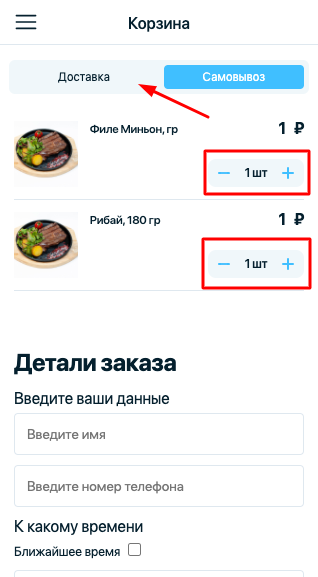 Корзина
Доставка
Самовывоз
Филе Миньон, гр
1 ₽
− 1 шт +
Рибай, 180 гр
1 ₽
− 1 шт +
Детали заказа
Введите ваши данные
Введите имя
Введите номер телефона
К какому времени
Ближайшее время